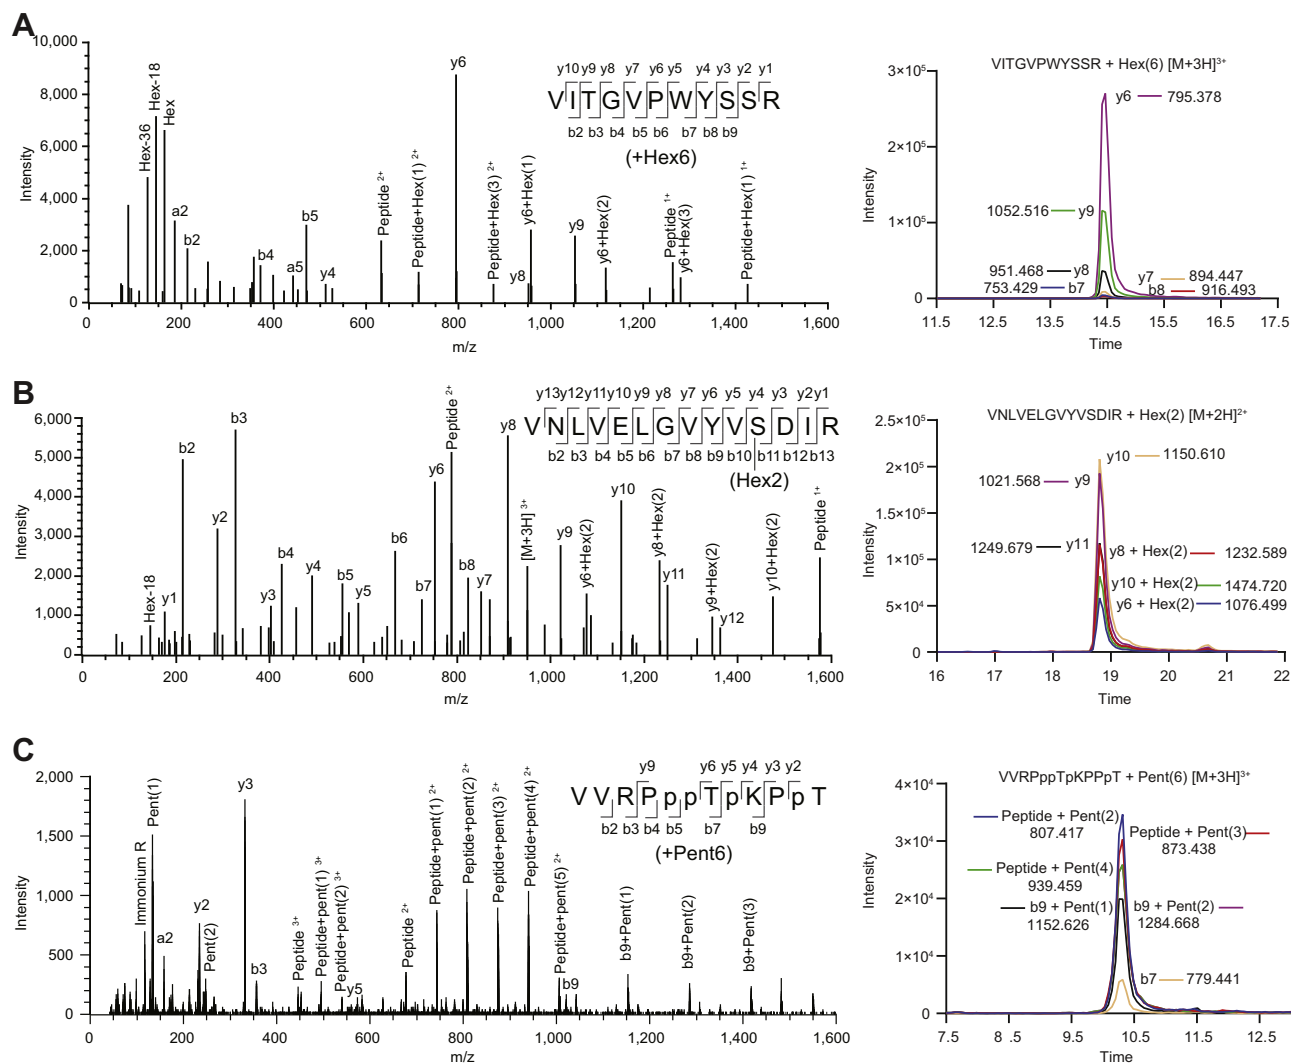 A
10,000
8,000
6,000
4,000
2,000
0
Intensity
0 200 400 600 800 1,000 1,200 1,400 1,600
m/z
Hex-36
Hex-18
Hex
a2
b2
b4
a5
b5
y4
Peptide 2+
Peptide+Hex(1) 2+
y6
Peptide+Hex(3) 2+
y8
y6+Hex(1)
y9
y6+Hex(2)
Peptide 1+
y6+Hex(3)
Peptide+Hex(1) 1+
y10 y9 y8 y7 y6 y5 y4 y3 y2 y1
VITGVPWYSSR
b2 b3 b4 b5 b6 b7 b8 b9
(+Hex6)
VITGVPWYSSR + Hex(6) [M+3H]3+
3×10⁵
2×10⁵
1×10⁵
0
Intensity
y6 795.378
1052.516 y9
951.468 y8
753.429 b7
y7 894.447
b8 916.493
11.5 12.5 13.5 14.5 15.5 16.5 17.5
Time
B
6,000
5,000
4,000
3,000
2,000
1,000
0
Intensity
0 200 400 600 800 1,000 1,200 1,400 1,600
m/z
Hex-18
y1
b2
y2
b3
y3
b4
y4
b5
y5
b6
b7
y6
Peptide 2+
b8
y7
y8
[M+3H] 3+
y9
y6+Hex(2)
y10
y8+Hex(2)
y11
y9+Hex(2)
y12
y10+Hex(2)
Peptide 1+
y13y12y11y10 y9 y8 y7 y6 y5 y4 y3 y2y1
VNLVELGVYVSDIR
b2 b3 b4 b5 b6 b7 b8 b9 b10 b11 b12 b13
(Hex2)
VNLVELGVYVSDIR + Hex(2) [M+2H]2+
2.5×10⁵
2×10⁵
1.5×10⁵
1×10⁵
5×10⁴
0
Intensity
y10 1150.610
1021.568 y9
1249.679 y11
y8 + Hex(2) 1232.589
y10 + Hex(2) 1474.720
y6 + Hex(2) 1076.499
16 17 18 19 20 21 22
Time
C
2,000
1,500
1,000
500
0
Intensity
0 200 400 600 800 1,000 1,200 1,400 1,600
m/z
Immonium R
Pent(1)
a2
y2
Pent(2)
y3
b3
Peptide 3+
Peptide+pent(1) 3+
Peptide+pent(2) 3+
y5
Peptide 2+
Peptide+pent(1) 2+
Peptide+pent(2) 2+
Peptide+pent(3) 2+
Peptide+pent(4) 2+
Peptide+pent(5) 2+
b9
b9+Pent(1)
b9+Pent(2)
b9+Pent(3)
y9 y6 y5 y4 y3 y2
VVRPppTpKPpT
b2 b3 b4 b5 b7 b9
(+Pent6)
VVRPppTpKPPpT + Pent(6) [M+3H]3+
4×10⁴
3×10⁴
2×10⁴
1×10⁴
0
Intensity
Peptide + Pent(2)
807.417
Peptide + Pent(3)
873.438
Peptide + Pent(4)
939.459
b9 + Pent(1)
1152.626
b9 + Pent(2)
1284.668
b7 779.441
7.5 8 5 9.5 10.5 11.5 12.5
Time